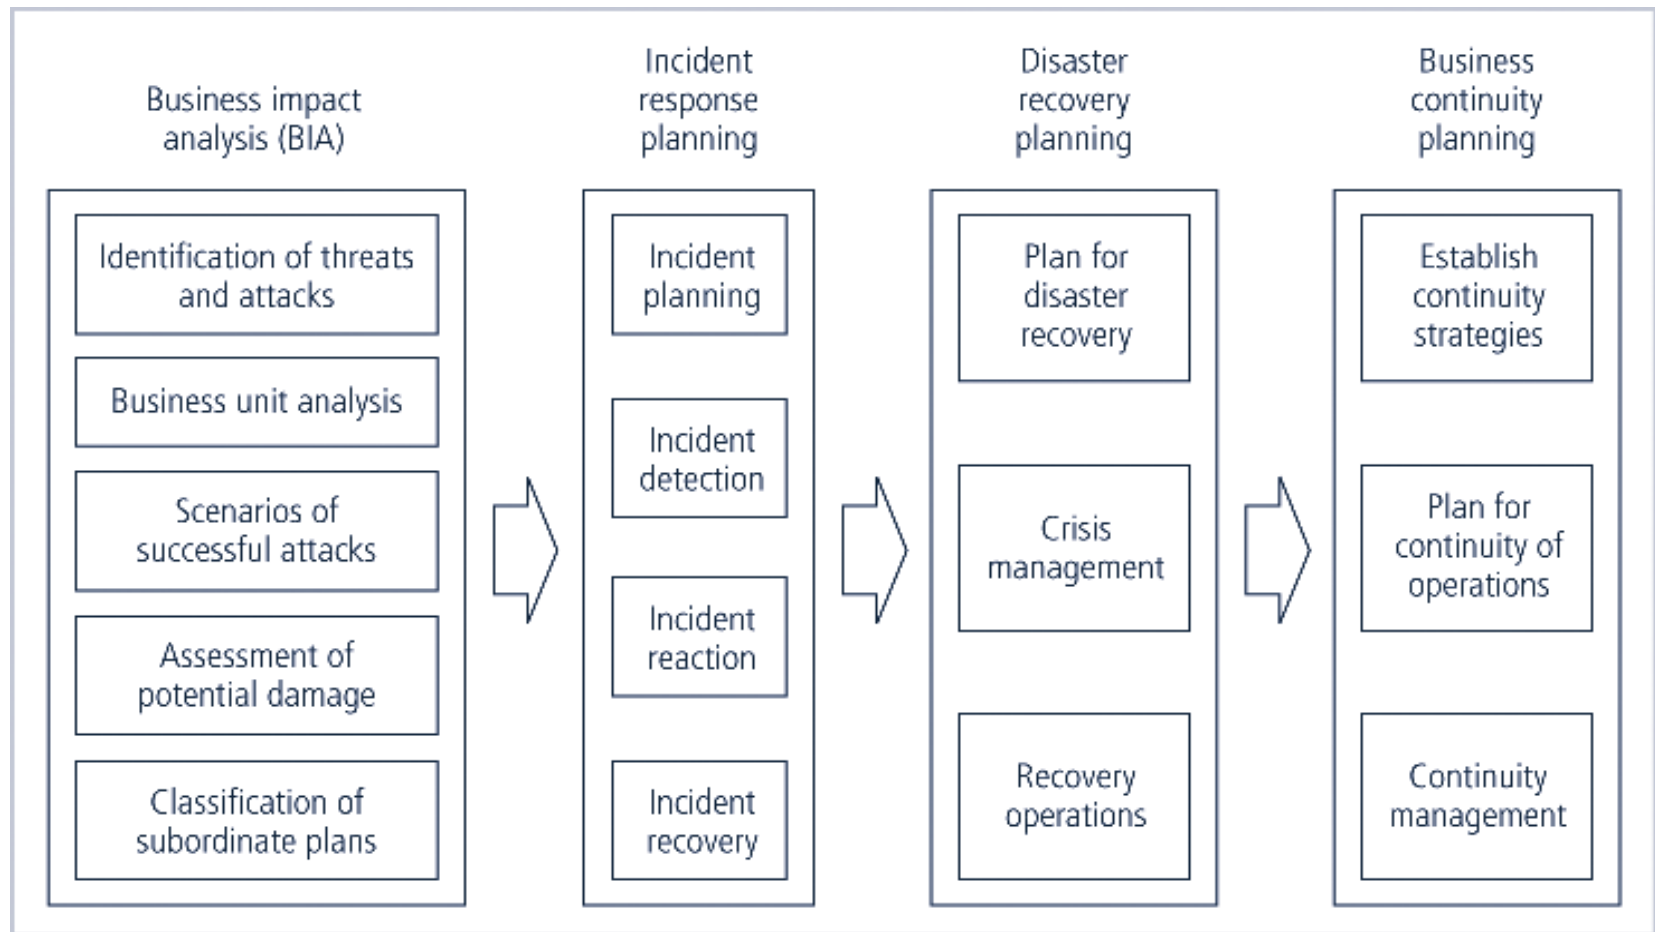 Business impact
analysis (BIA)
Identification of threats
and attacks
Business unit analysis
Scenarios of
successful attacks
Assessment of
potential damage
Classification of
subordinate plans
Incident
response
planning
Incident
planning
Incident
detection
Incident
reaction
Incident
recovery
Disaster
recovery
planning
Plan for
disaster
recovery
Crisis
management
Recovery
operations
Business
continuity
planning
Establish
continuity
strategies
Plan for
continuity of
operations
Continuity
management